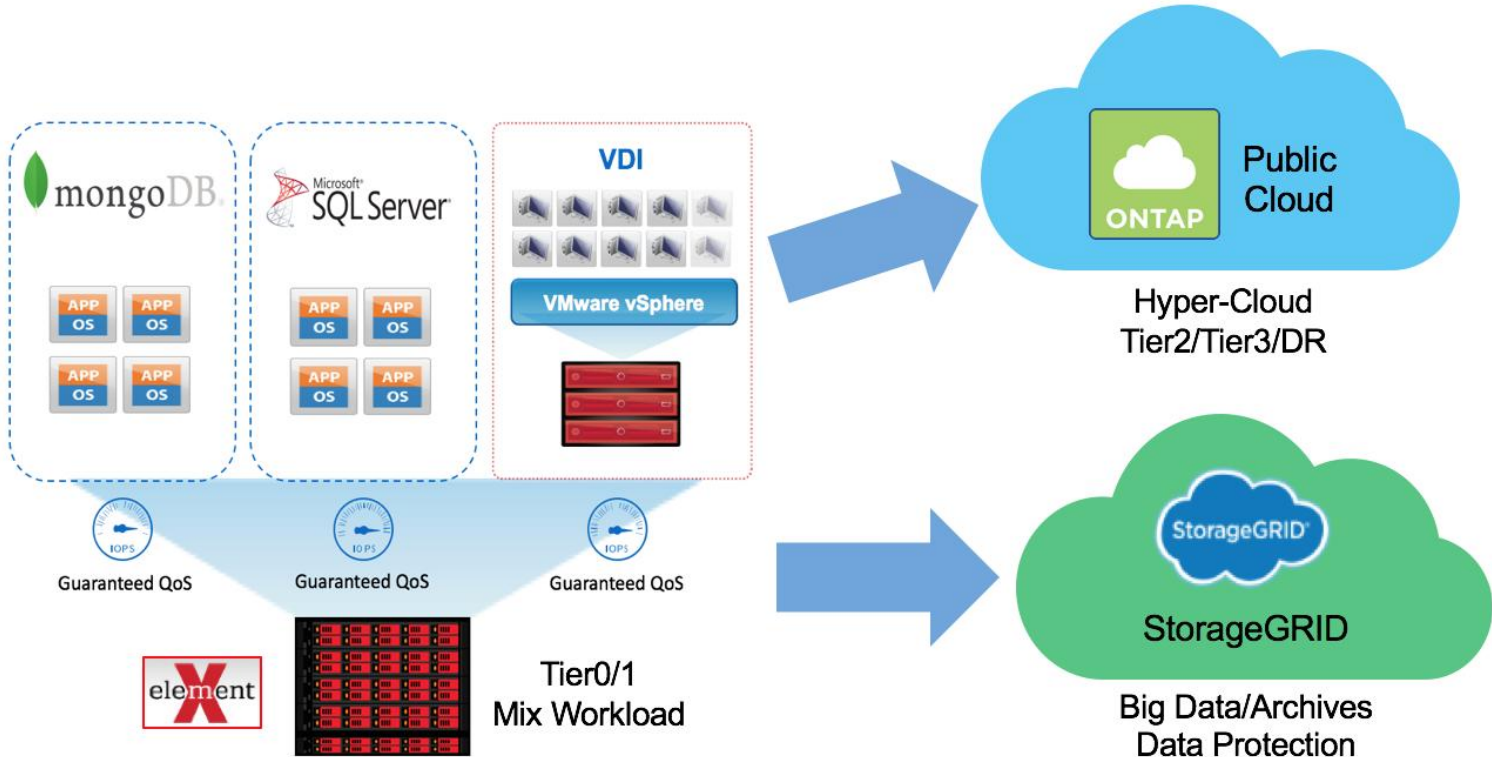 mongoDB®
Microsoft®
SQL Server®
VDI
VMware vSphere
APP
OS
APP
OS
APP
OS
APP
OS
APP
OS
APP
OS
APP
OS
APP
OS
IOPS
Guaranteed QoS
IOPS
Guaranteed QoS
IOPS
Guaranteed QoS
element
X
Tier0/1
Mix Workload
ONTAP
Public
Cloud
Hyper-Cloud
Tier2/Tier3/DR
StorageGRID®
StorageGRID
Big Data/Archives
Data Protection